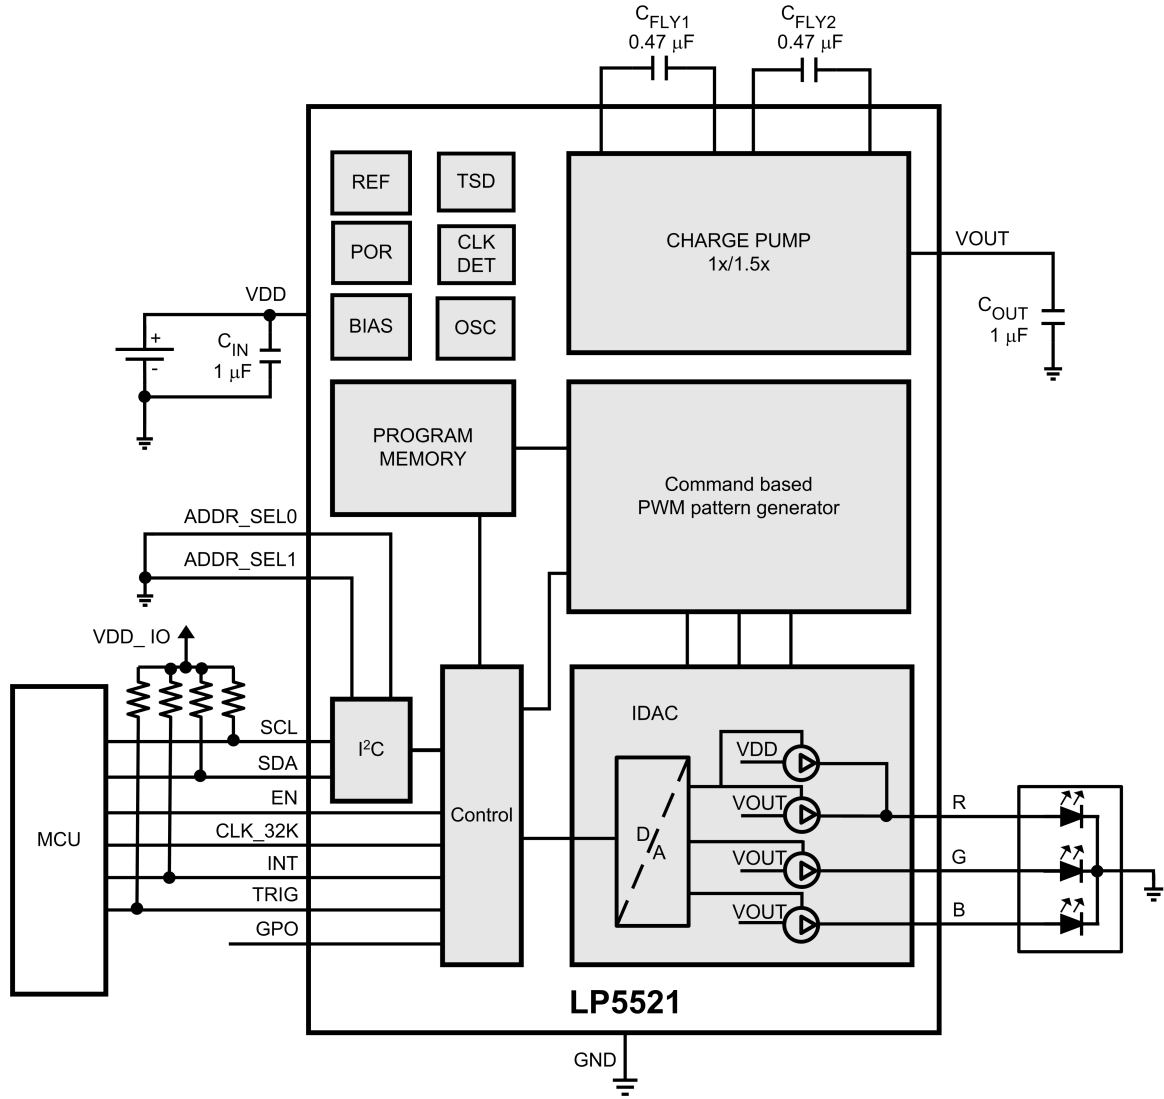 CFLY1
0.47 μF
CFLY2
0.47 μF
REF
TSD
POR
CLK
DET
BIAS
OSC
CHARGE PUMP
1x/1.5x
VOUT
COUT
1 μF
VDD
+
-
CIN
1 μF
PROGRAM
MEMORY
Command based
PWM pattern generator
ADDR_SEL0
ADDR_SEL1
VDD_ IO
MCU
SCL
SDA
EN
CLK_32K
INT
TRIG
GPO
I²C
Control
IDAC
D
A
VDD
VOUT
VOUT
VOUT
R
G
B
LP5521
GND